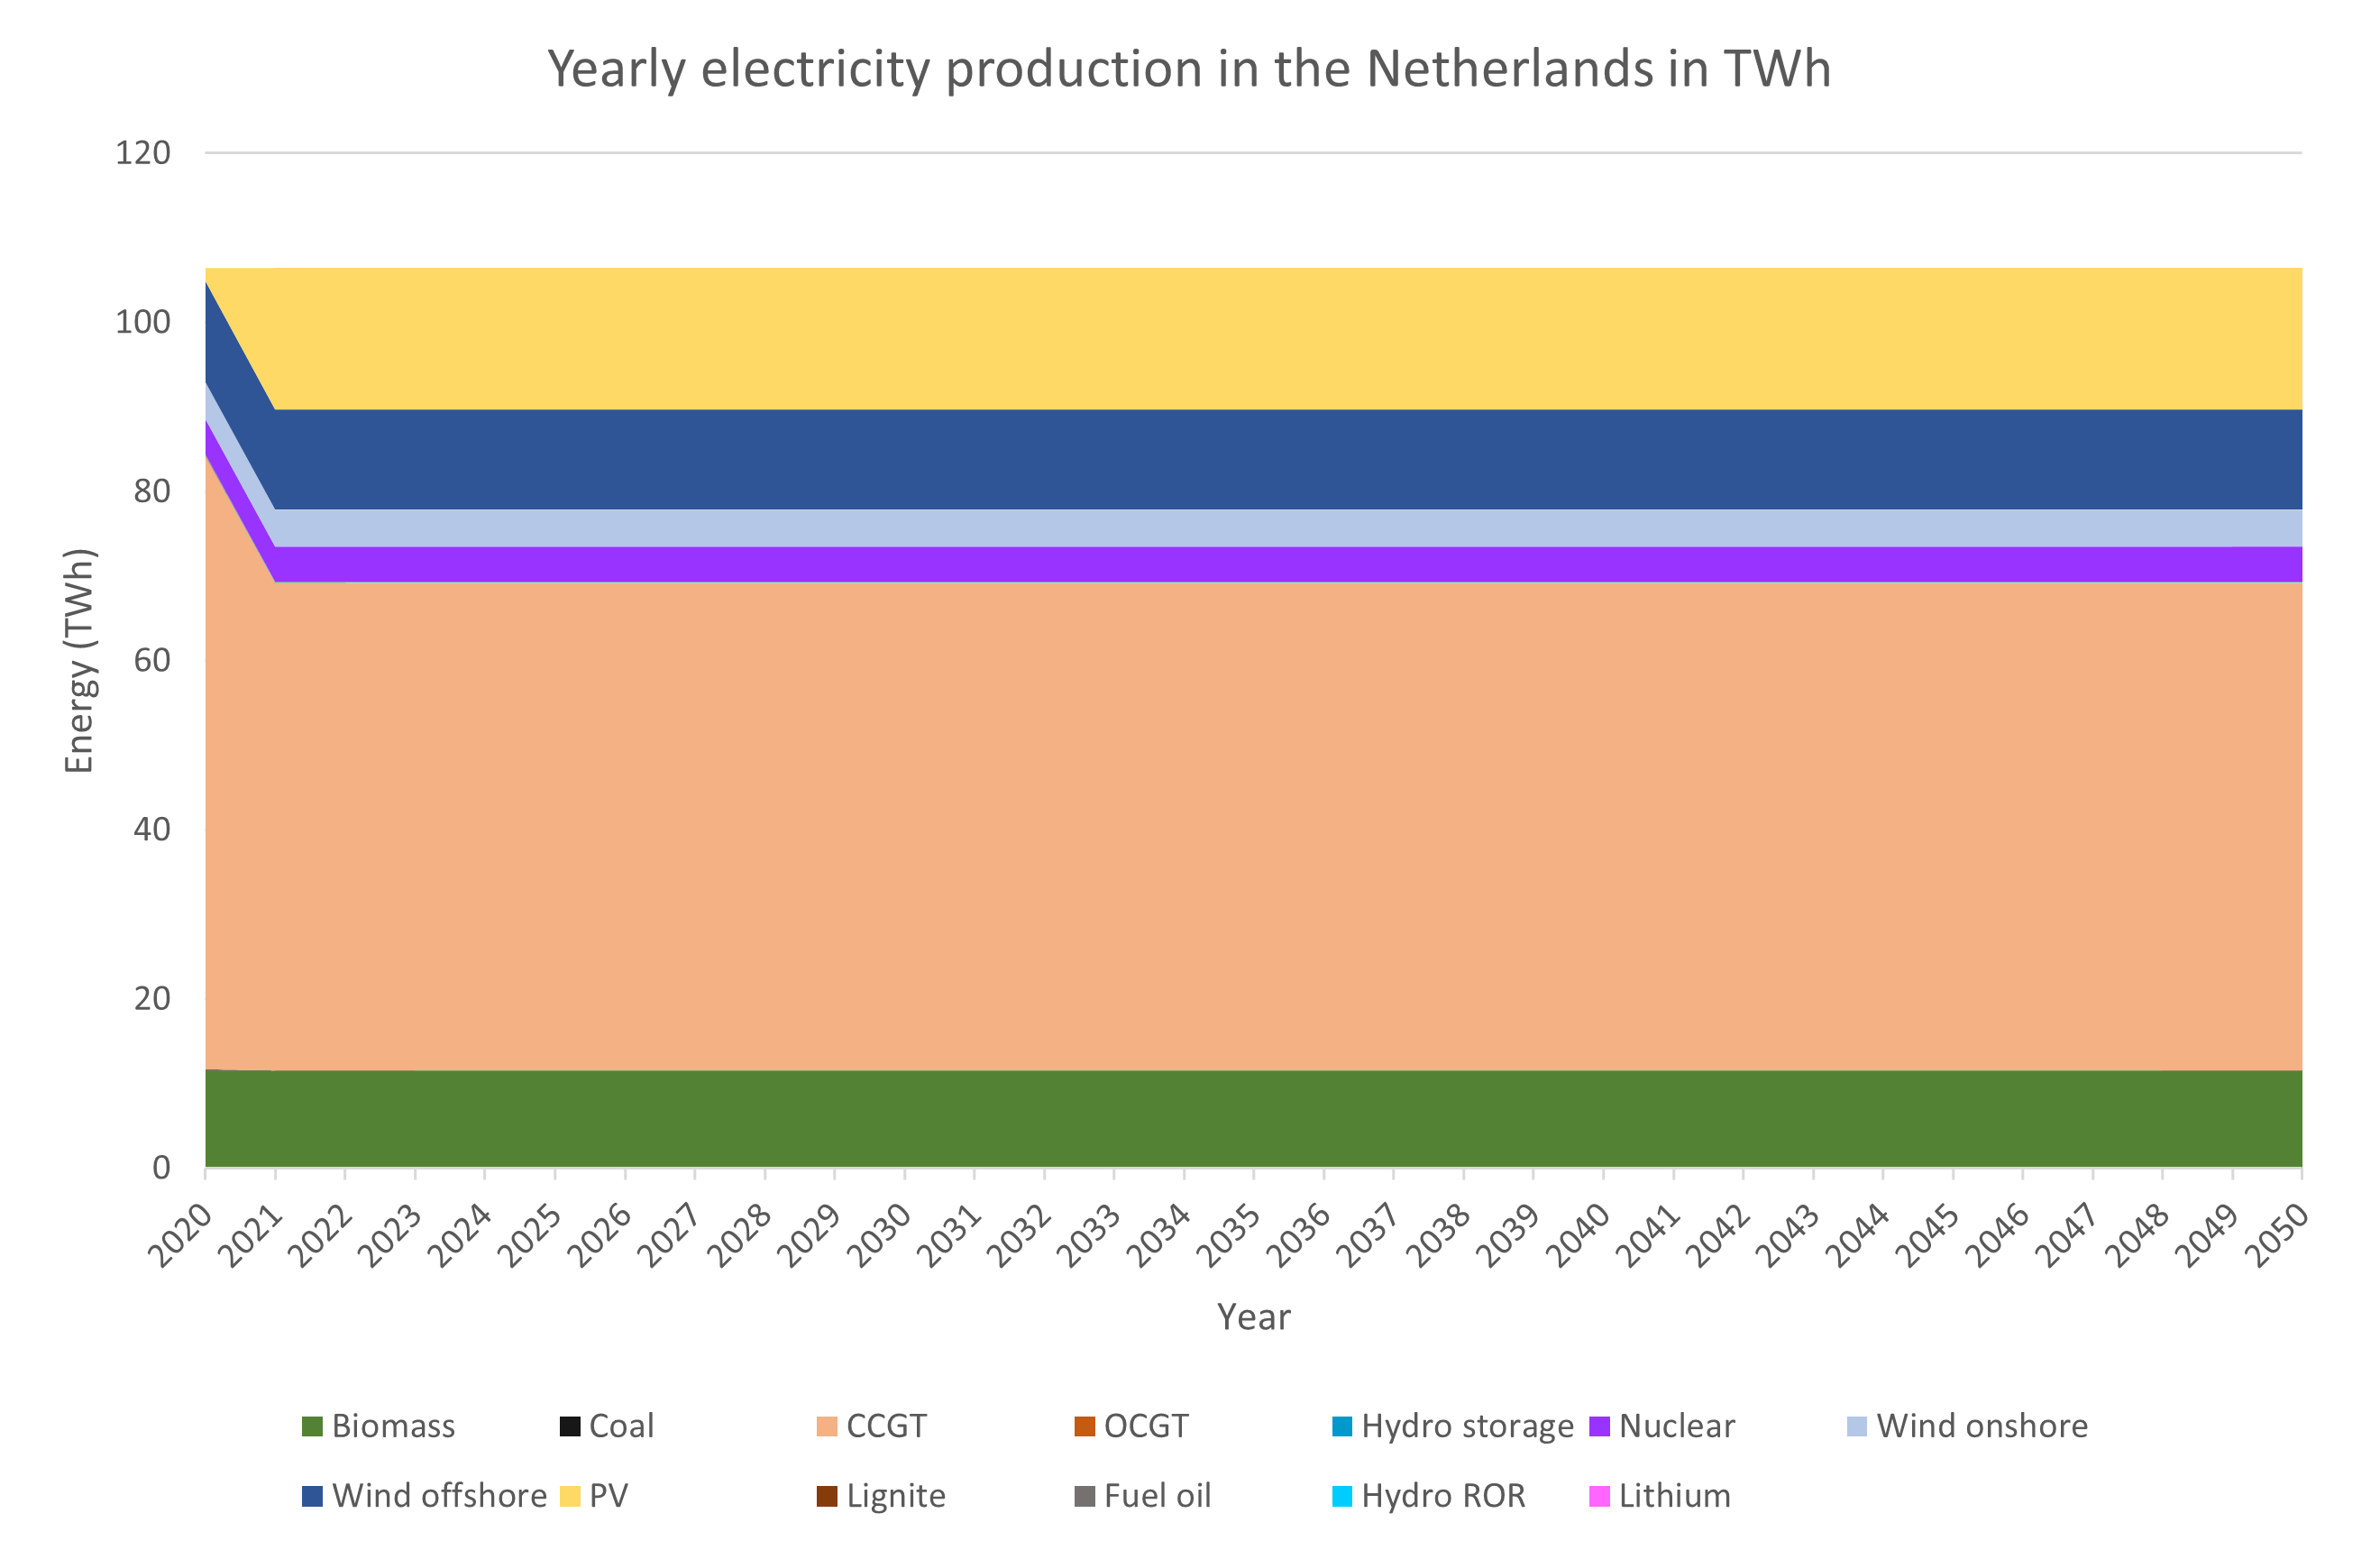 Yearly electricity production in the Netherlands in TWh
120
100
80
60
40
20
0
Energy (TWh)
2020 2021 2022 2023 2024 2025 2026 2027 2028 2029 2030 2031 2032 2033 2034 2035 2036 2037 2038 2039 2040 2041 2042 2043 2044 2045 2046 2047 2048 2049 2050
Year
Biomass Coal CCGT OCGT Hydro storage Nuclear Wind onshore
Wind offshore PV Lignite Fuel oil Hydro ROR Lithium